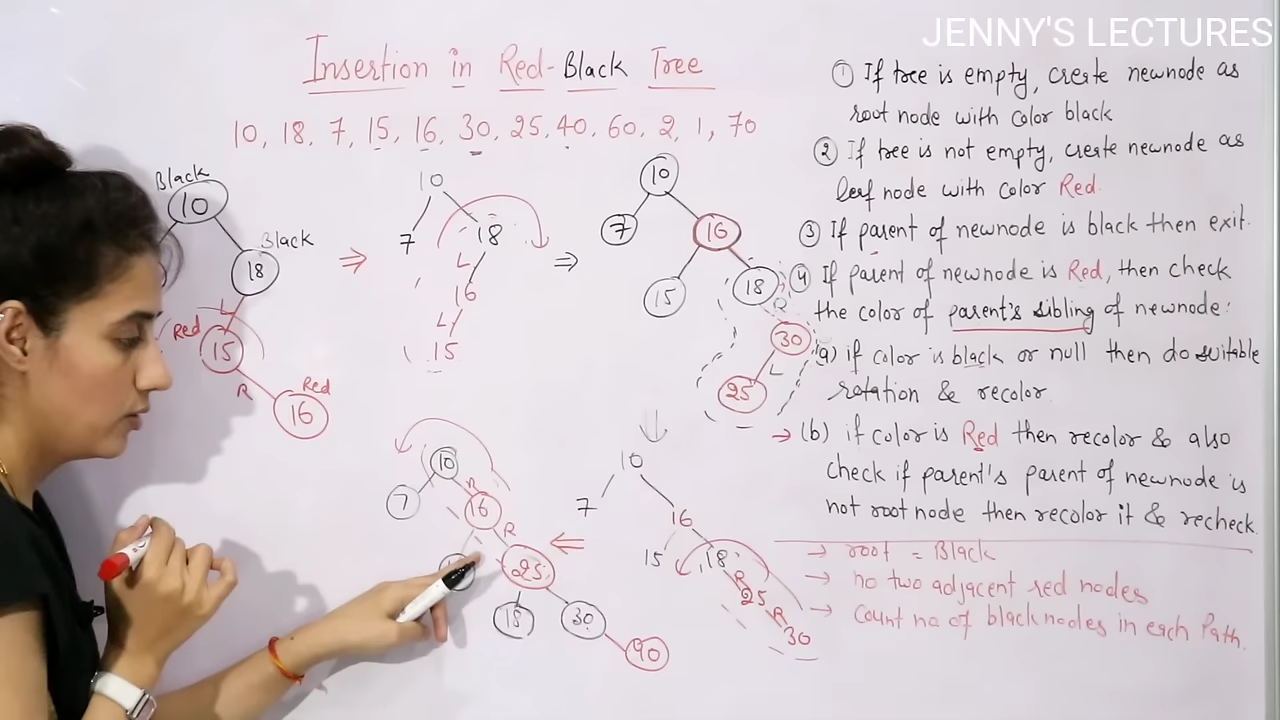 JENNY'S LECTURES
Insertion in Red-Black Tree
10, 18, 7, 15, 16, 30, 25, 40, 60, 2, 1, 70
① If tree is empty, create newnode as
root node with color black
② If tree is not empty, create newnode as
leaf node with color Red.
③ If parent of newnode is black then exit.
④ If parent of newnode is Red, then check
the color of parent's sibling of newnode:
(a) if color is black or null then do suitable
rotation & recolor
→ (b) if color is Red then recolor & also
check if parent's parent of newnode is
not root node then recolor it & recheck
→ root = Black
→ no two adjacent red nodes
→ Count no of black nodes in each Path.
Black
10
Black
18
L
Red
15
R
Red
16
⇒
10
7 18
L
16
L
15
⇒
10
7 16
15 18
R
30
L
25
↓
10
7 16
15 18
R
25
R
30
⇐
10
R
7 16
R
25
18 30
40